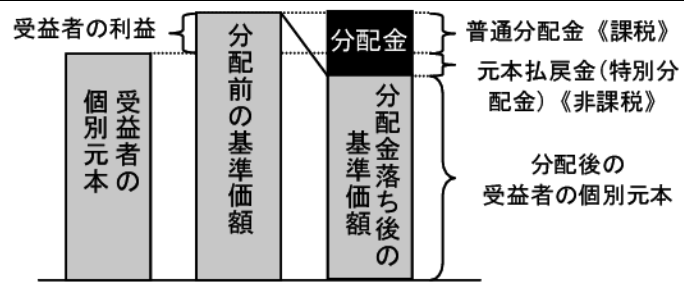 受益者の利益
受益者の
個別元本
分配前の基準価額
分配金
分配金落ち後の
基準価額
普通分配金《課税》
元本払戻金(特別分
配金)《非課税》
分配後の
受益者の個別元本